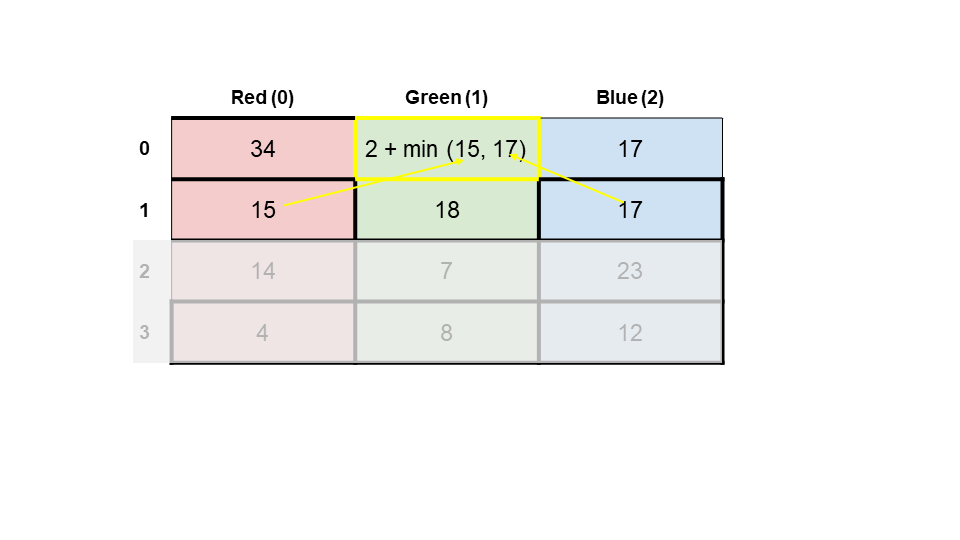 Red (0) Green (1) Blue (2)
0 34 2 + min (15, 17) 17
1 15 18 17
2 14 7 23
3 4 8 12